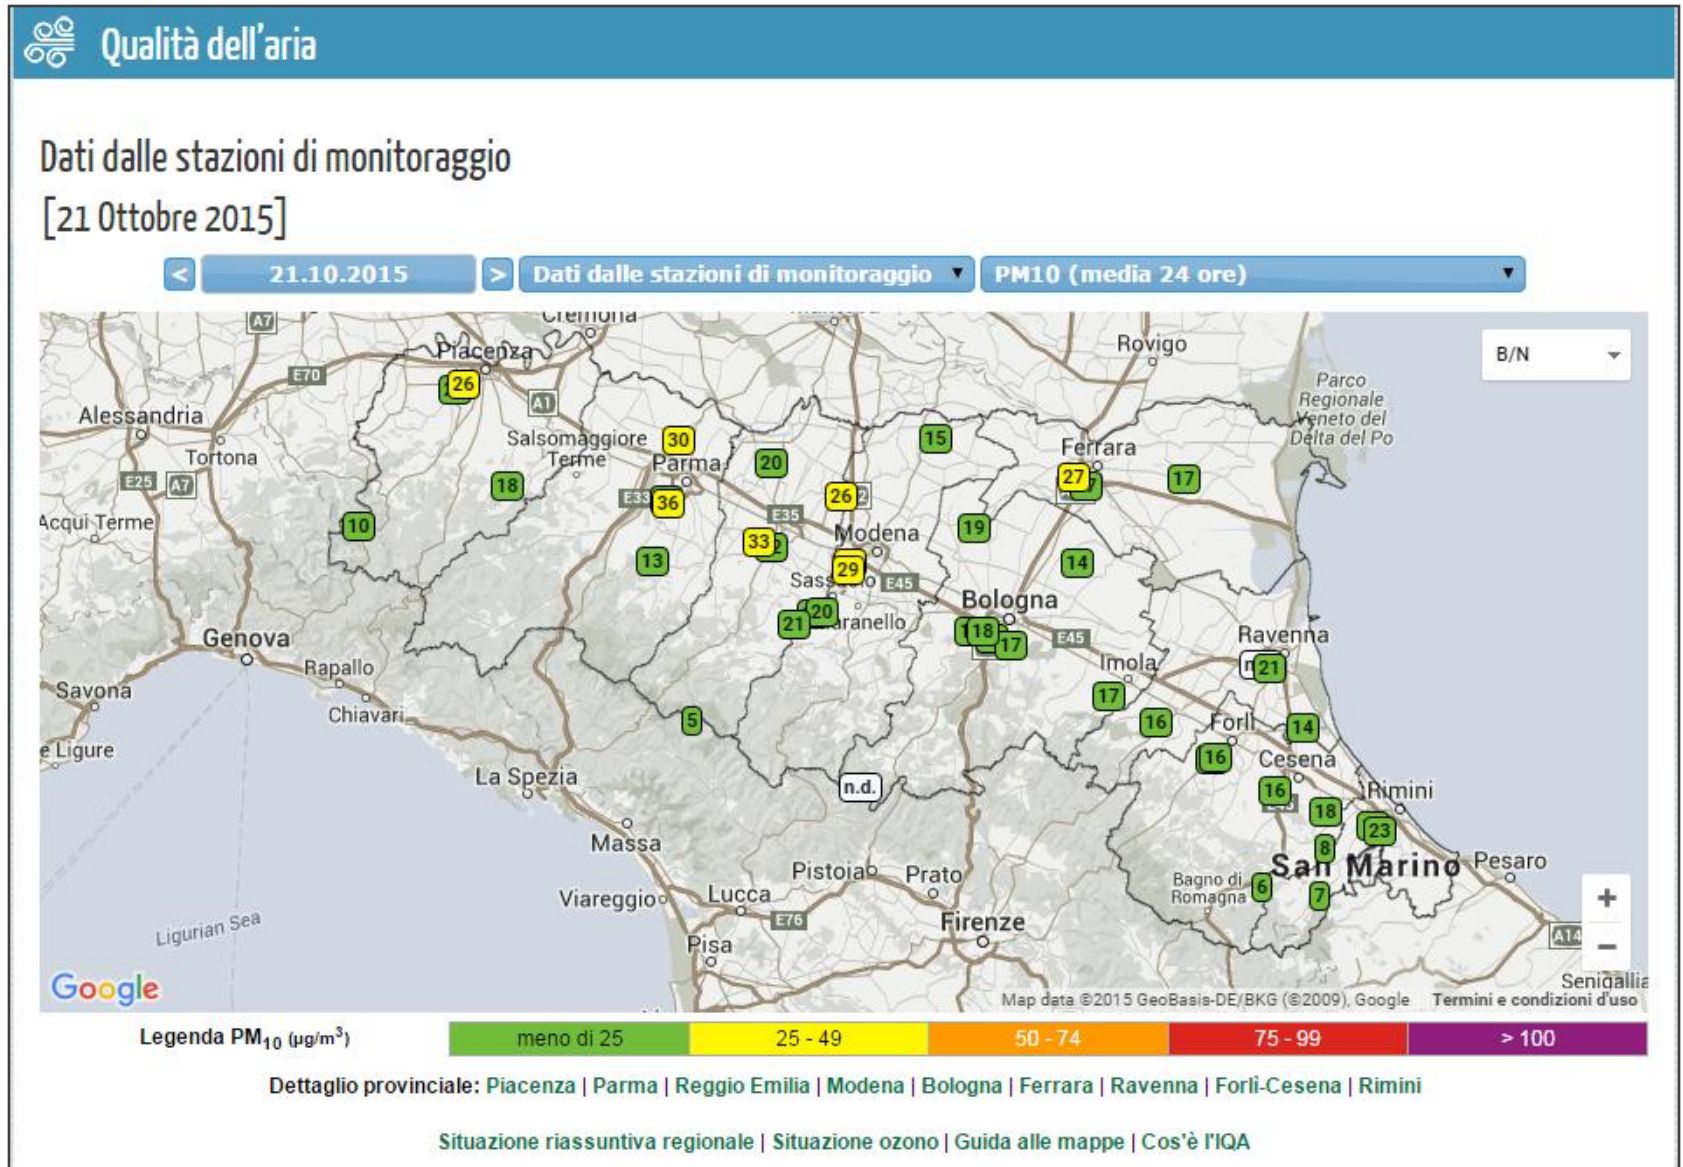 Qualità dell'aria
Dati dalle stazioni di monitoraggio
[21 Ottobre 2015]
< 21.10.2015 > Dati dalle stazioni di monitoraggio PM10 (media 24 ore)
A7
Cremona
B/N
Rovigo
Piacenza
E70
26
Parco
Regionale
Veneto del
Delta del Po
A1
Alessandria
Salsomaggiore
Terme
30
15
Ferrara
Tortona
Parma
20
E25
A7
18
27
17
E33
36
26
Acqui Terme
10
E35
19
Modena
33
13
29
14
Sassuolo
E45
Bologna
21
20
18
17
E45
Genova
Ravenna
Rapallo
Imola
21
Savona
17
Chiavari
5
16
Forlì
14
e Ligure
16
Cesena
La Spezia
n.d.
16
Rimini
18
23
Massa
8
San Marino
Pesaro
Pistoia
Prato
Bagno di
Romagna
6
7
Viareggio
Lucca
E76
Firenze
+
Ligurian Sea
Pisa
A14
−
Senigallia
Google
Map data ©2015 GeoBasis-DE/BKG (©2009), Google Termini e condizioni d'uso
Legenda PM10 (µg/m3) meno di 25 25 - 49 50 - 74 75 - 99 > 100
Dettaglio provinciale: Piacenza | Parma | Reggio Emilia | Modena | Bologna | Ferrara | Ravenna | Forlì-Cesena | Rimini
Situazione riassuntiva regionale | Situazione ozono | Guida alle mappe | Cos'è l'IQA